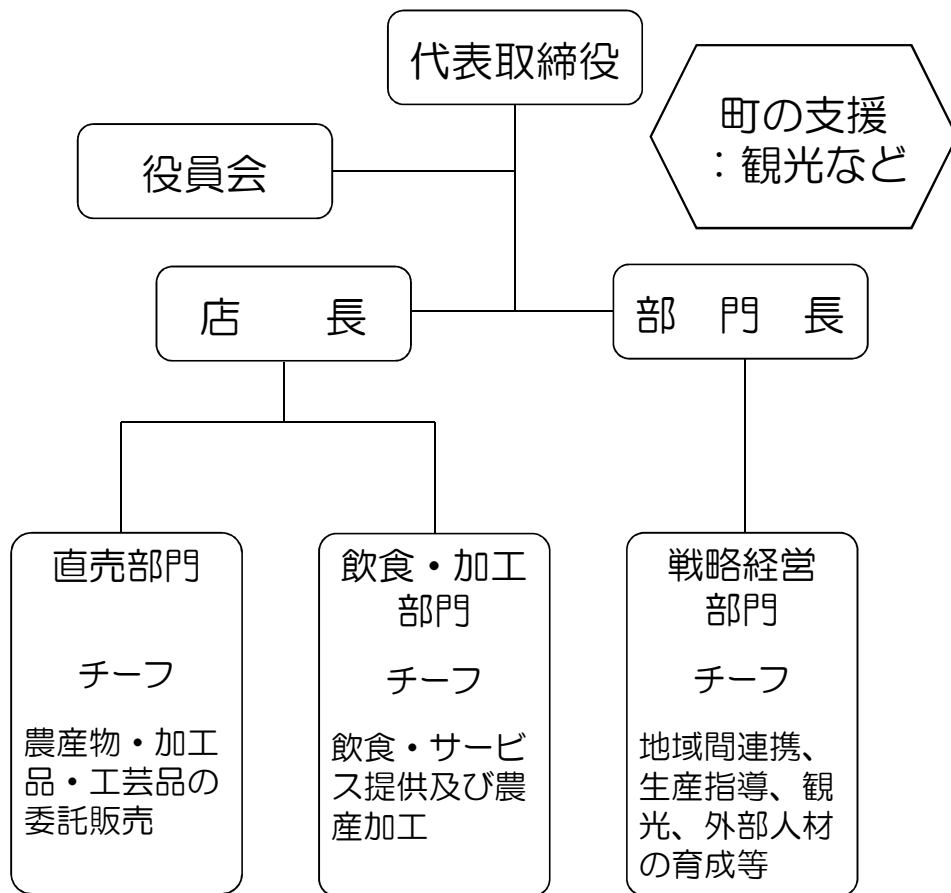 代表取締役
町の支援
：観光など
役員会
店　長
部　門　長
直売部門
チーフ
農産物・加工
品・工芸品の
委託販売
飲食・加工
部門
チーフ
飲食・サービ
ス提供及び農
産加工
戦略経営
部門
チーフ
地域間連携、
生産指導、観
光、外部人材
の育成等